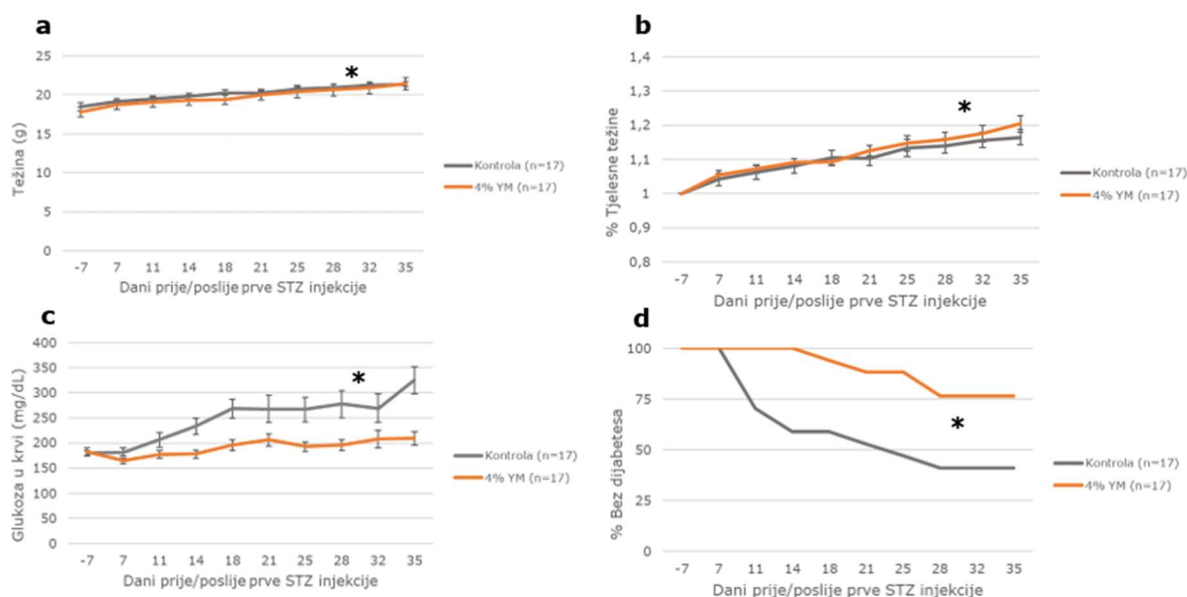 a
25
20
15
10
5
0
Težina (g)
*
-7 7 11 14 18 21 25 28 32 35
Dani prije/poslije prve STZ injekcije
Kontrola (n=17)
4% YM (n=17)
b
1,4
1,3
1,2
1,1
1
0,9
0,8
% Tjelesne težine
*
-7 7 11 14 18 21 25 28 32 35
Dani prije/poslije prve STZ injekcije
Kontrola (n=17)
4% YM (n=17)
c
400
350
300
250
200
150
100
50
0
Glukoza u krvi (mg/dL)
*
-7 7 11 14 18 21 25 28 32 35
Dani prije/poslije prve STZ injekcije
Kontrola (n=17)
4% YM (n=17)
d
100
75
50
25
0
% Bez dijabetesa
*
-7 7 11 14 18 21 25 28 32 35
Dani prije/poslije prve STZ injekcije
Kontrola (n=17)
4% YM (n=17)